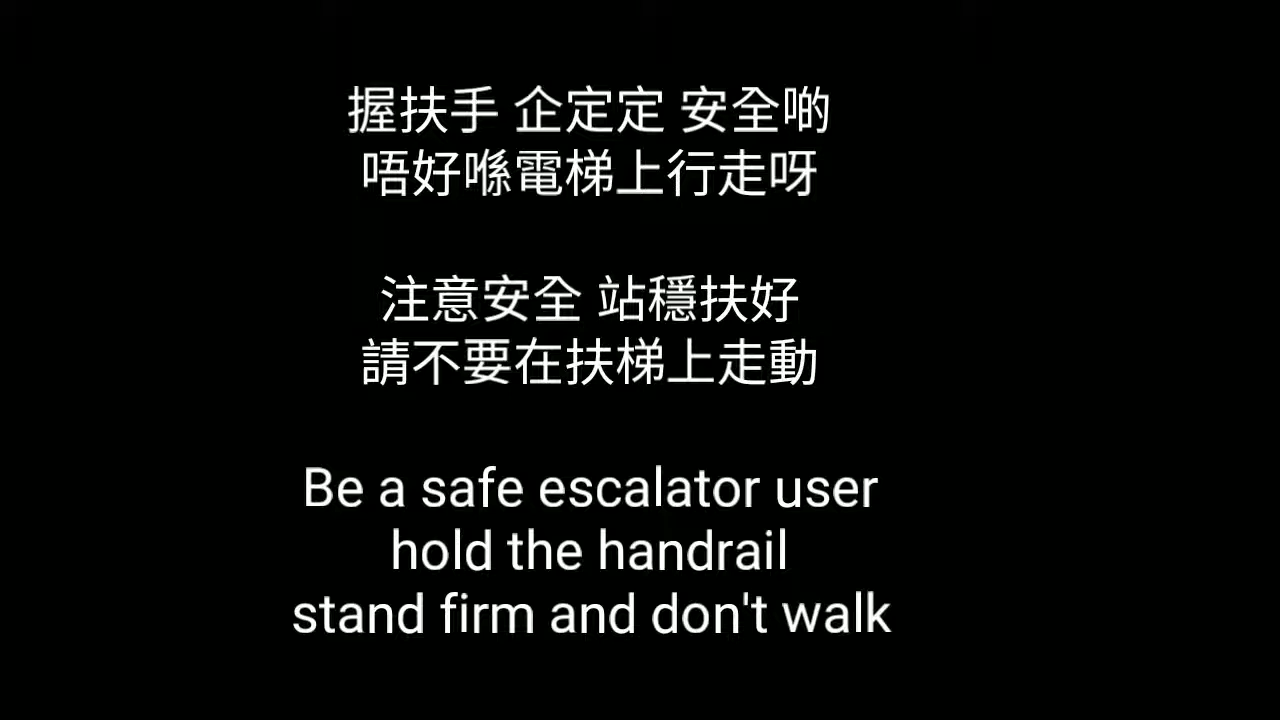 握扶手 企定定 安全啲
唔好喺電梯上行走呀
注意安全 站穩扶好
請不要在扶梯上走動
Be a safe escalator user
hold the handrail
stand firm and don't walk